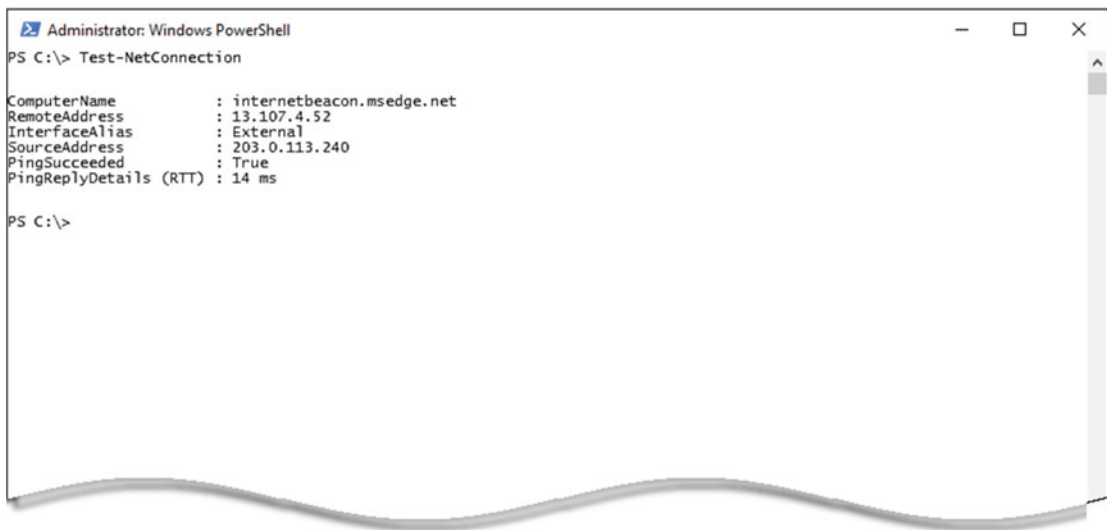 Administrator: Windows PowerShell
PS C:\> Test-NetConnection
ComputerName : internetbeacon.msedge.net
RemoteAddress : 13.107.4.52
InterfaceAlias : External
SourceAddress : 203.0.113.240
PingSucceeded : True
PingReplyDetails (RTT) : 14 ms
PS C:\>